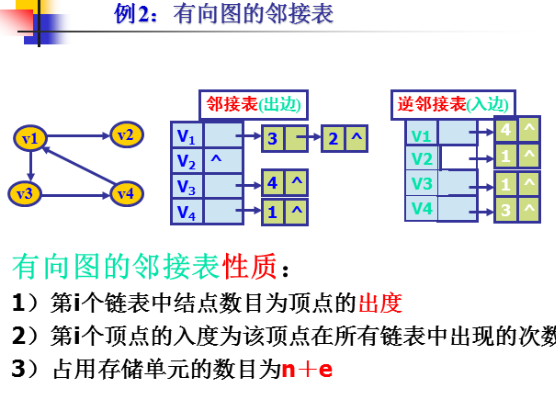 例2：有向图的邻接表
邻接表(出边)
逆邻接表(入边)
v1
v2
v3
v4
V1
3
2 ^
V2 ^
V3
4 ^
V4
1 ^
V1
4 ^
V2
1 ^
V3
1 ^
V4
3 ^
有向图的邻接表性质：
1）第i个链表中结点数目为顶点的出度
2）第i个顶点的入度为该顶点在所有链表中出现的次数
3）占用存储单元的数目为n＋e